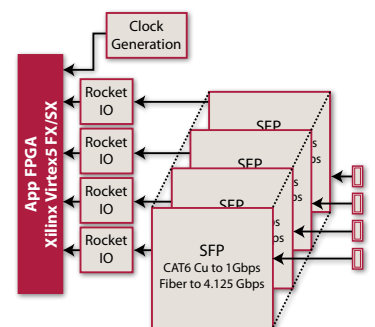 Clock
Generation
App FPGA
Xilinx Virtex5 FX/SX
Rocket
IO
Rocket
IO
Rocket
IO
Rocket
IO
SFP
SFP
SFP
SFP
CAT6 Cu to 1Gbps
Fiber to 4.125 Gbps